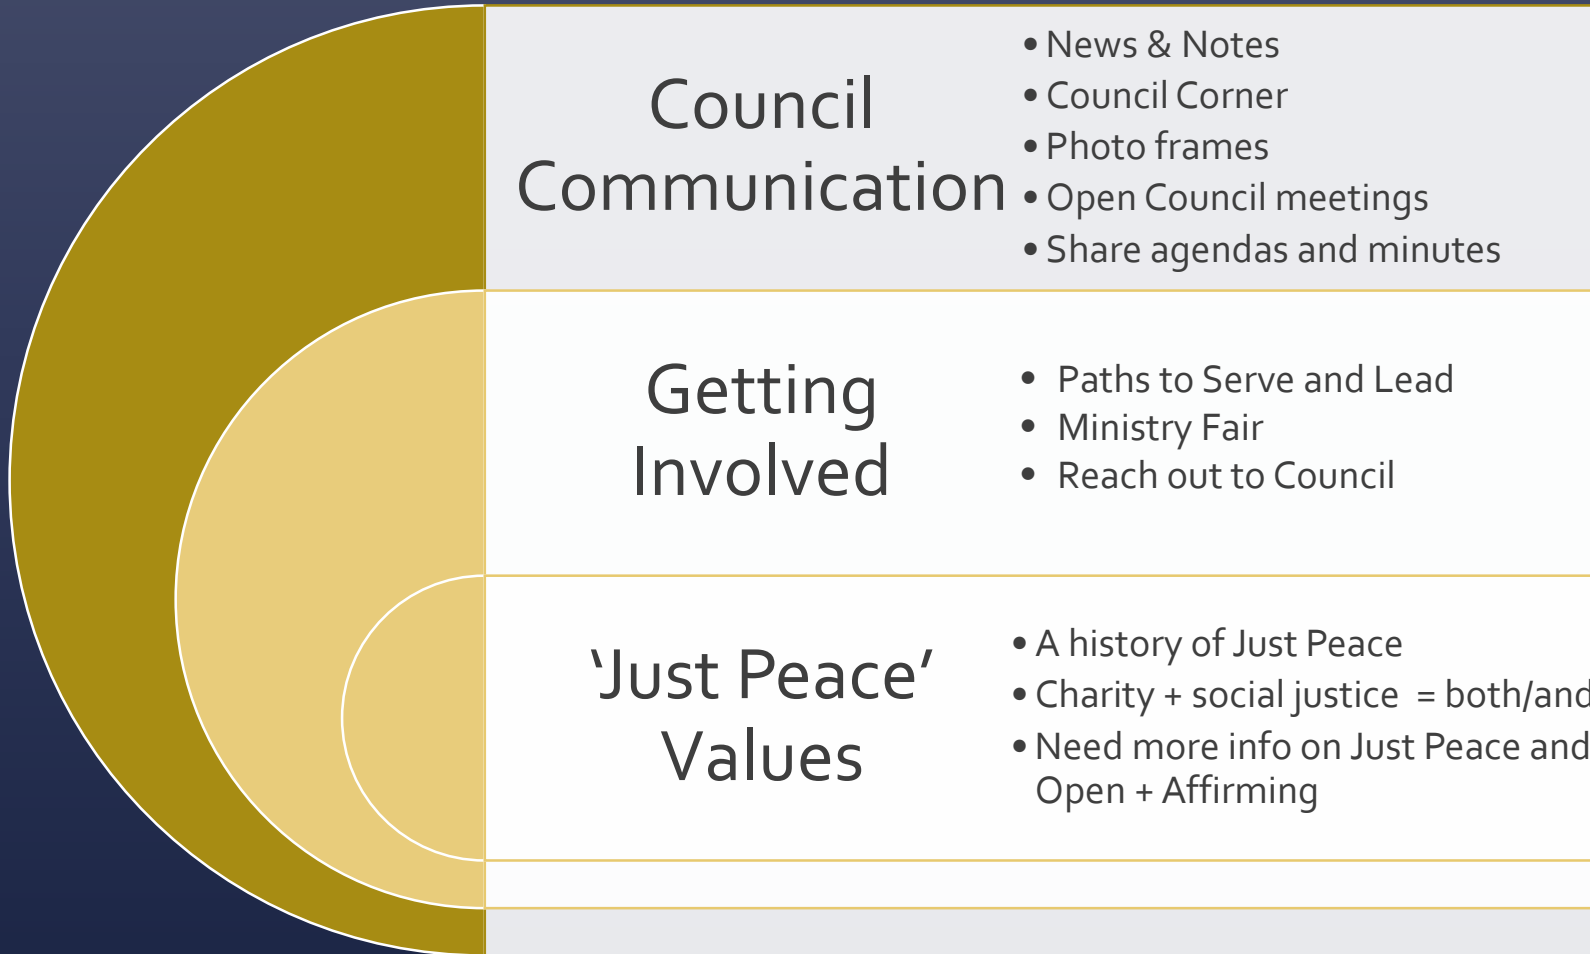 Council
Communication
• News & Notes
• Council Corner
• Photo frames
• Open Council meetings
• Share agendas and minutes
Getting
Involved
• Paths to Serve and Lead
• Ministry Fair
• Reach out to Council
‘Just Peace’
Values
• A history of Just Peace
• Charity + social justice = both/and
• Need more info on Just Peace and
Open + Affirming